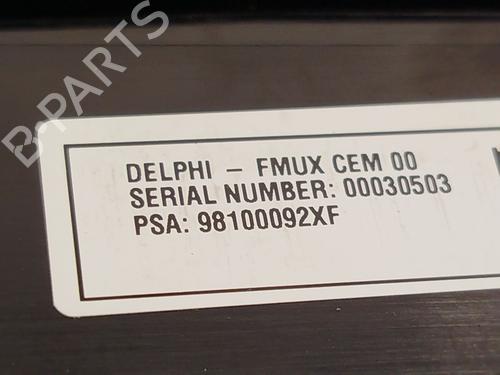 B-PARTS
DELPHI – FMUX CEM 00
SERIAL NUMBER: 00030503
PSA: 98100092XF